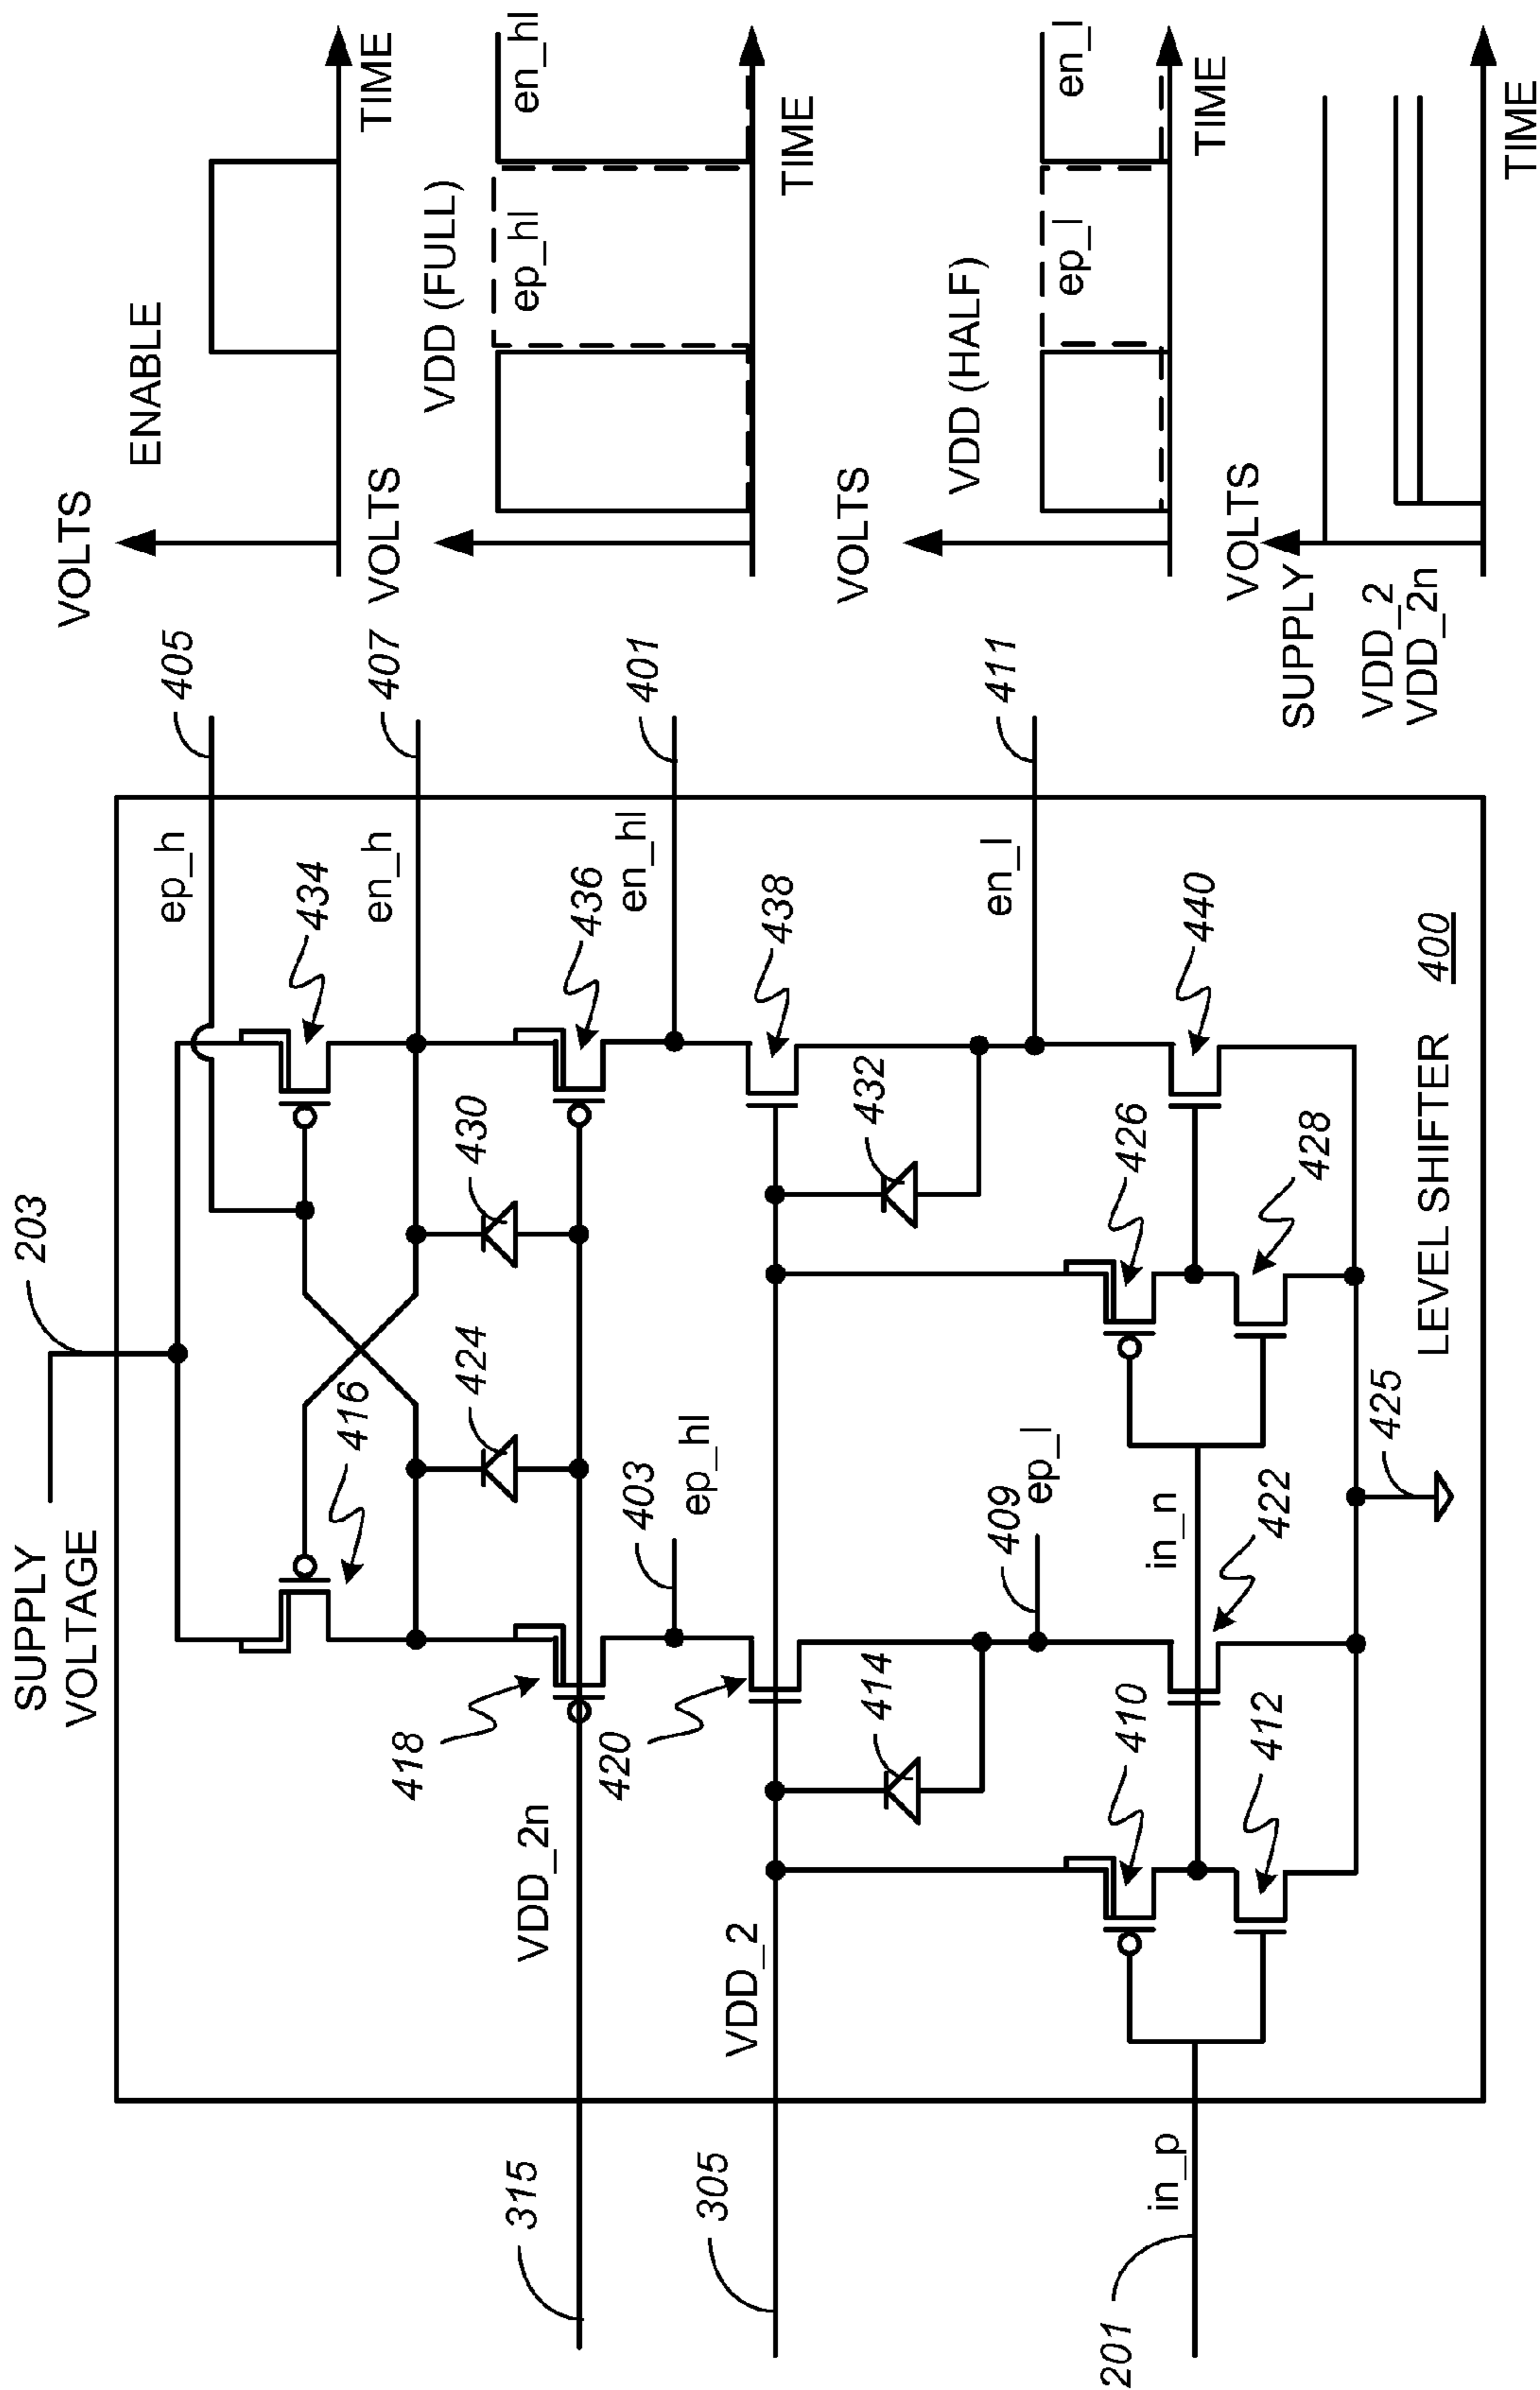 SUPPLY
VOLTAGE
203
416
434
424
430
418
436
420
VDD_2n
315
403
ep_hl
VDD_2
305
438
414
432
409
ep_l
in_n
410
412
422
426
428
440
in_p
201
425
LEVEL SHIFTER 400
ep_h
405
en_h
407
en_hl
401
en_l
411
VOLTS
ENABLE
TIME
VOLTS
VDD (FULL)
ep_hl
en_hl
TIME
VOLTS
VDD (HALF)
ep_l
en_l
TIME
VOLTS
SUPPLY
VDD_2
VDD_2n
TIME